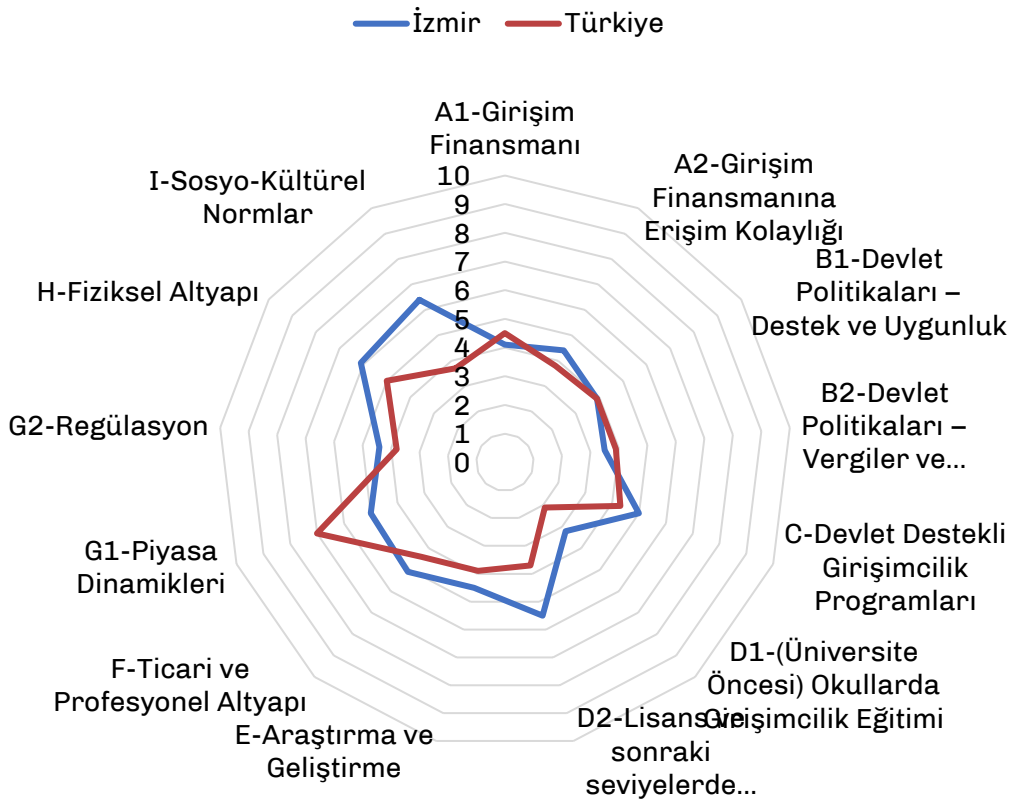 İzmir
Türkiye
A1-Girişim
Finansmanı
A2-Girişim
Finansmanına
Erişim Kolaylığı
B1-Devlet
Politikaları –
Destek ve Uygunluk
B2-Devlet
Politikaları –
Vergiler ve...
C-Devlet Destekli
Girişimcilik
Programları
D1-(Üniversite
Öncesi) Okullarda
Girişimcilik Eğitimi
D2-Lisans ve
sonraki
seviyelerde...
E-Araştırma ve
Geliştirme
F-Ticari ve
Profesyonel Altyapı
G1-Piyasa
Dinamikleri
G2-Regülasyon
H-Fiziksel Altyapı
I-Sosyo-Kültürel
Normlar
10
9
8
7
6
5
4
3
2
1
0